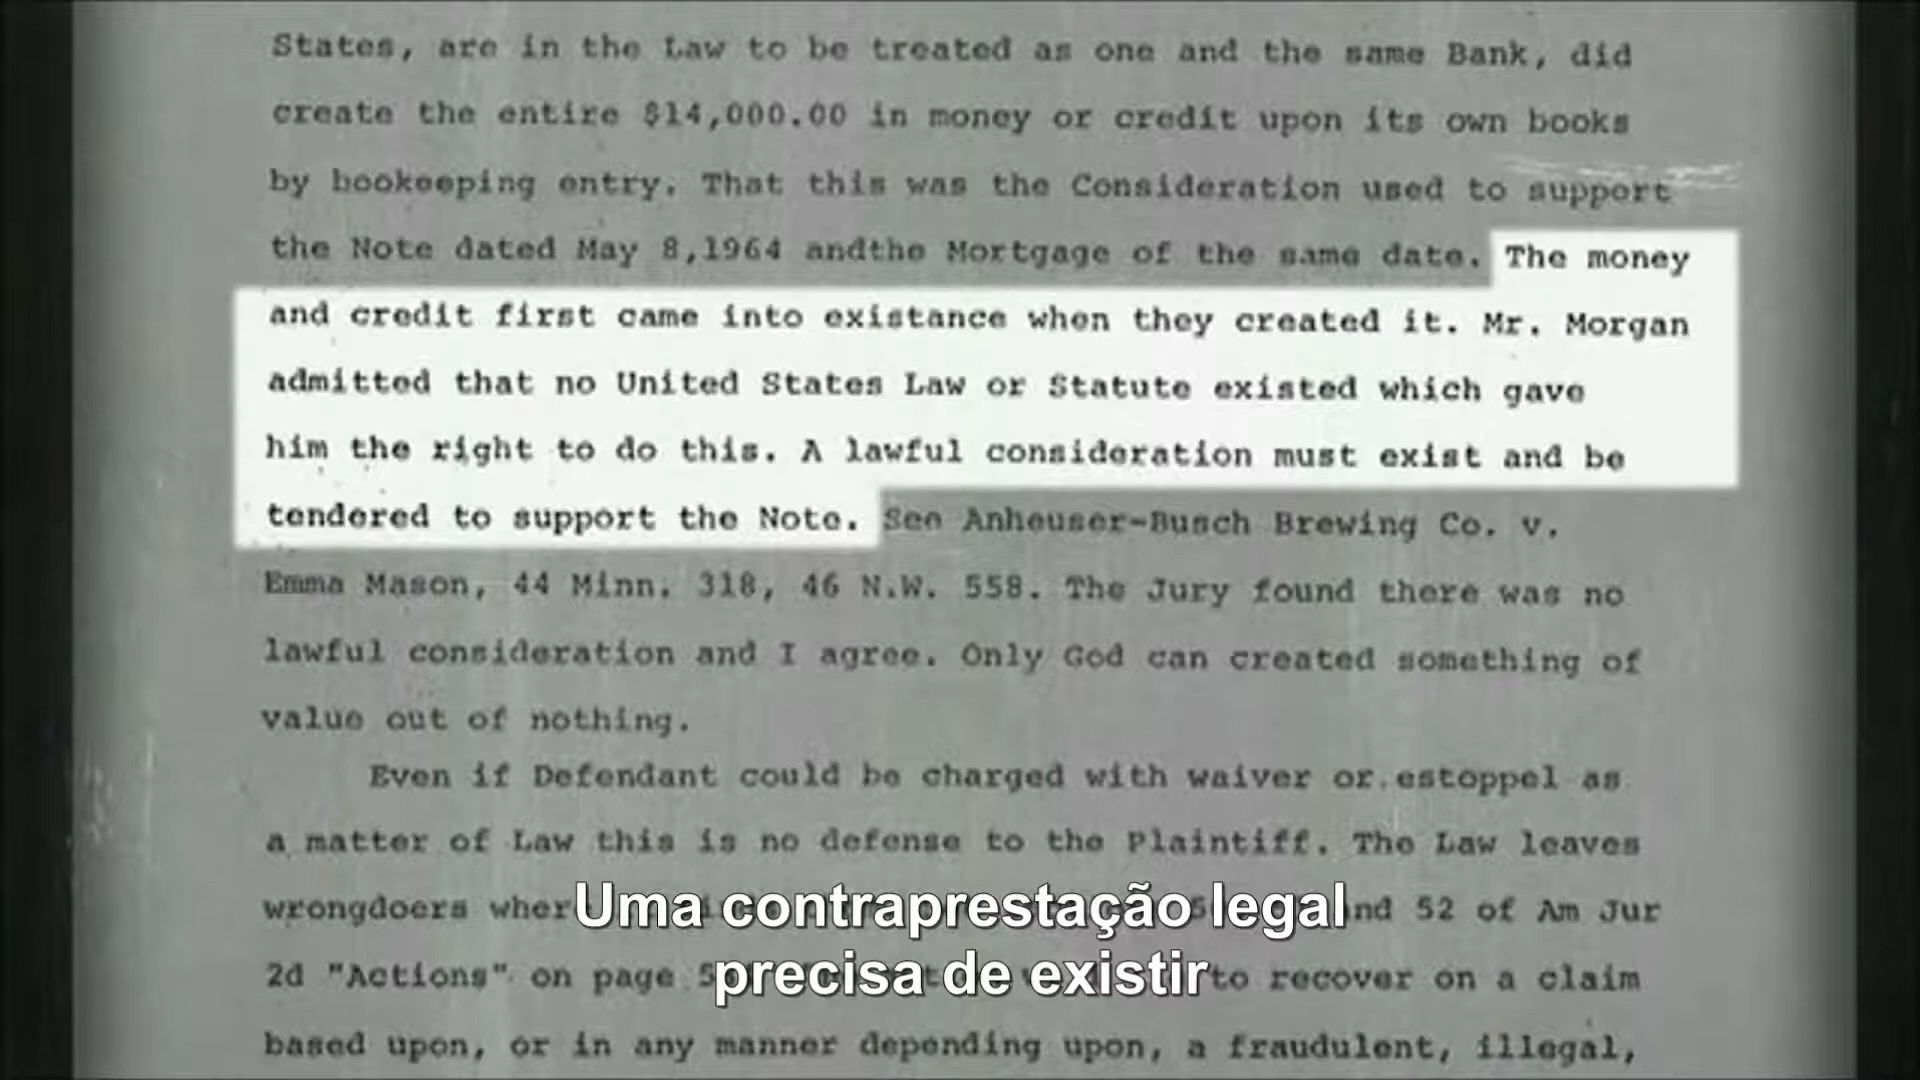 States, are in the Law to be treated as one and the same Bank, did
create the entire $14,000.00 in money or credit upon its own books
by bookeeping entry. That this was the Consideration used to support
the Note dated May 8,1964 andthe Mortgage of the same date. The money
and credit first came into existance when they created it. Mr. Morgan
admitted that no United States Law or Statute existed which gave
him the right to do this. A lawful consideration must exist and be
tendered to support the Note. See Anheuser-Busch Brewing Co. v.
Emma Mason, 44 Minn. 318, 46 N.W. 558. The Jury found there was no
lawful consideration and I agree. Only God can created something of
value out of nothing.
Even if Defendant could be charged with waiver or estoppel as
a matter of Law this is no defense to the Plaintiff. The Law leaves
wrongdoers 52 of Am Jur
2d "Actions" on page to recover on a claim
based upon, or in any manner depending upon, a fraudulent, illegal,
Uma contraprestação legal
precisa de existir